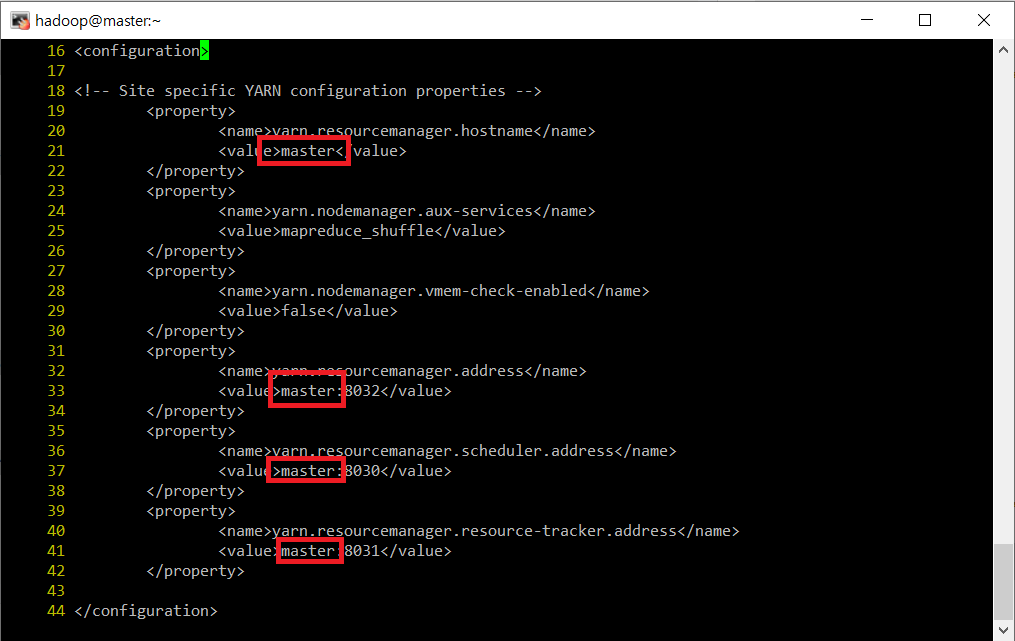 hadoop@master:~
16 <configuration>
17
18 <!-- Site specific YARN configuration properties -->
19 <property>
20 <name>yarn.resourcemanager.hostname</name>
21 <value>master</value>
22 </property>
23 <property>
24 <name>yarn.nodemanager.aux-services</name>
25 <value>mapreduce_shuffle</value>
26 </property>
27 <property>
28 <name>yarn.nodemanager.vmem-check-enabled</name>
29 <value>false</value>
30 </property>
31 <property>
32 <name>yarn.resourcemanager.address</name>
33 <value>master:8032</value>
34 </property>
35 <property>
36 <name>yarn.resourcemanager.scheduler.address</name>
37 <value>master:8030</value>
38 </property>
39 <property>
40 <name>yarn.resourcemanager.resource-tracker.address</name>
41 <value>master:8031</value>
42 </property>
43
44 </configuration>